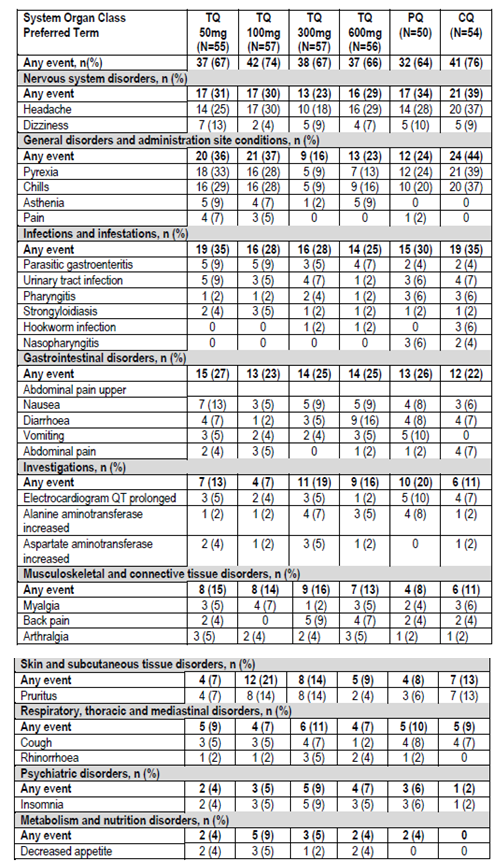 System Organ Class Preferred Term TQ 50mg (N=55) TQ 100mg (N=57) TQ 300mg (N=57) TQ 600mg (N=56) PQ (N=50) CQ (N=54)
Any event, n(%) 37 (67) 42 (74) 38 (67) 37 (66) 32 (64) 41 (76)
Nervous system disorders, n (%)
Any event 17 (31) 17 (30) 13 (23) 16 (29) 17 (34) 21 (39)
Headache 14 (25) 17 (30) 10 (18) 16 (29) 14 (28) 20 (37)
Dizziness 7 (13) 2 (4) 5 (9) 4 (7) 5 (10) 5 (9)
General disorders and administration site conditions, n (%)
Any event 20 (36) 21 (37) 9 (16) 13 (23) 12 (24) 24 (44)
Pyrexia 18 (33) 16 (28) 5 (9) 7 (13) 12 (24) 21 (39)
Chills 16 (29) 16 (28) 5 (9) 9 (16) 10 (20) 20 (37)
Asthenia 5 (9) 4 (7) 1 (2) 5 (9) 0 0
Pain 4 (7) 3 (5) 0 0 1 (2) 0
Infections and infestations, n (%)
Any event 19 (35) 16 (28) 16 (28) 14 (25) 15 (30) 19 (35)
Parasitic gastroenteritis 5 (9) 5 (9) 3 (5) 4 (7) 2 (4) 2 (4)
Urinary tract infection 5 (9) 3 (5) 4 (7) 1 (2) 3 (6) 4 (7)
Pharyngitis 1 (2) 1 (2) 2 (4) 1 (2) 3 (6) 3 (6)
Strongyloidiasis 2 (4) 3 (5) 1 (2) 1 (2) 1 (2) 1 (2)
Hookworm infection 0 0 1 (2) 1 (2) 0 3 (6)
Nasopharyngitis 0 0 0 0 3 (6) 2 (4)
Gastrointestinal disorders, n (%)
Any event 15 (27) 13 (23) 14 (25) 14 (25) 13 (26) 12 (22)
Abdominal pain upper
Nausea 7 (13) 3 (5) 5 (9) 5 (9) 4 (8) 3 (6)
Diarrhoea 4 (7) 1 (2) 3 (5) 9 (16) 4 (8) 4 (7)
Vomiting 3 (5) 2 (4) 2 (4) 3 (5) 5 (10) 0
Abdominal pain 2 (4) 3 (5) 0 1 (2) 1 (2) 4 (7)
Investigations, n (%)
Any event 7 (13) 4 (7) 11 (19) 9 (16) 10 (20) 6 (11)
Electrocardiogram QT prolonged 3 (5) 2 (4) 3 (5) 1 (2) 5 (10) 4 (7)
Alanine aminotransferase increased 1 (2) 1 (2) 4 (7) 3 (5) 4 (8) 1 (2)
Aspartate aminotransferase increased 2 (4) 1 (2) 3 (5) 1 (2) 0 1 (2)
Musculoskeletal and connective tissue disorders, n (%)
Any event 8 (15) 8 (14) 9 (16) 7 (13) 4 (8) 6 (11)
Myalgia 3 (5) 4 (7) 1 (2) 3 (5) 2 (4) 3 (6)
Back pain 2 (4) 0 5 (9) 4 (7) 2 (4) 2 (4)
Arthralgia 3 (5) 2 (4) 2 (4) 3 (5) 1 (2) 1 (2)
Skin and subcutaneous tissue disorders, n (%)
Any event 4 (7) 12 (21) 8 (14) 5 (9) 4 (8) 7 (13)
Pruritus 4 (7) 8 (14) 8 (14) 2 (4) 3 (6) 7 (13)
Respiratory, thoracic and mediastinal disorders, n (%)
Any event 5 (9) 4 (7) 6 (11) 4 (7) 5 (10) 5 (9)
Cough 3 (5) 3 (5) 4 (7) 1 (2) 4 (8) 4 (7)
Rhinorrhoea 1 (2) 1 (2) 3 (5) 2 (4) 1 (2) 0
Psychiatric disorders, n (%)
Any event 2 (4) 3 (5) 5 (9) 4 (7) 3 (6) 1 (2)
Insomnia 2 (4) 3 (5) 5 (9) 3 (5) 3 (6) 1 (2)
Metabolism and nutrition disorders, n (%)
Any event 2 (4) 5 (9) 3 (5) 2 (4) 2 (4) 0
Decreased appetite 2 (4) 3 (5) 1 (2) 2 (4) 0 0